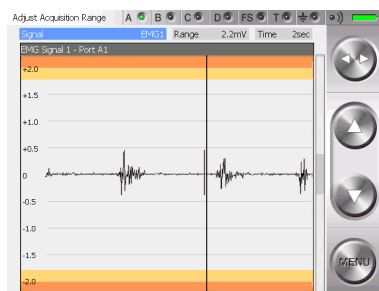 Adjust Acquisition Range A B C D FS T
Signal EMG1 Range 2.2mV Time 2sec
EMG Signal 1 - Port A1
+2.0
+1.5
+1.0
+0.5
0
-0.5
-1.0
-1.5
-2.0
MENU